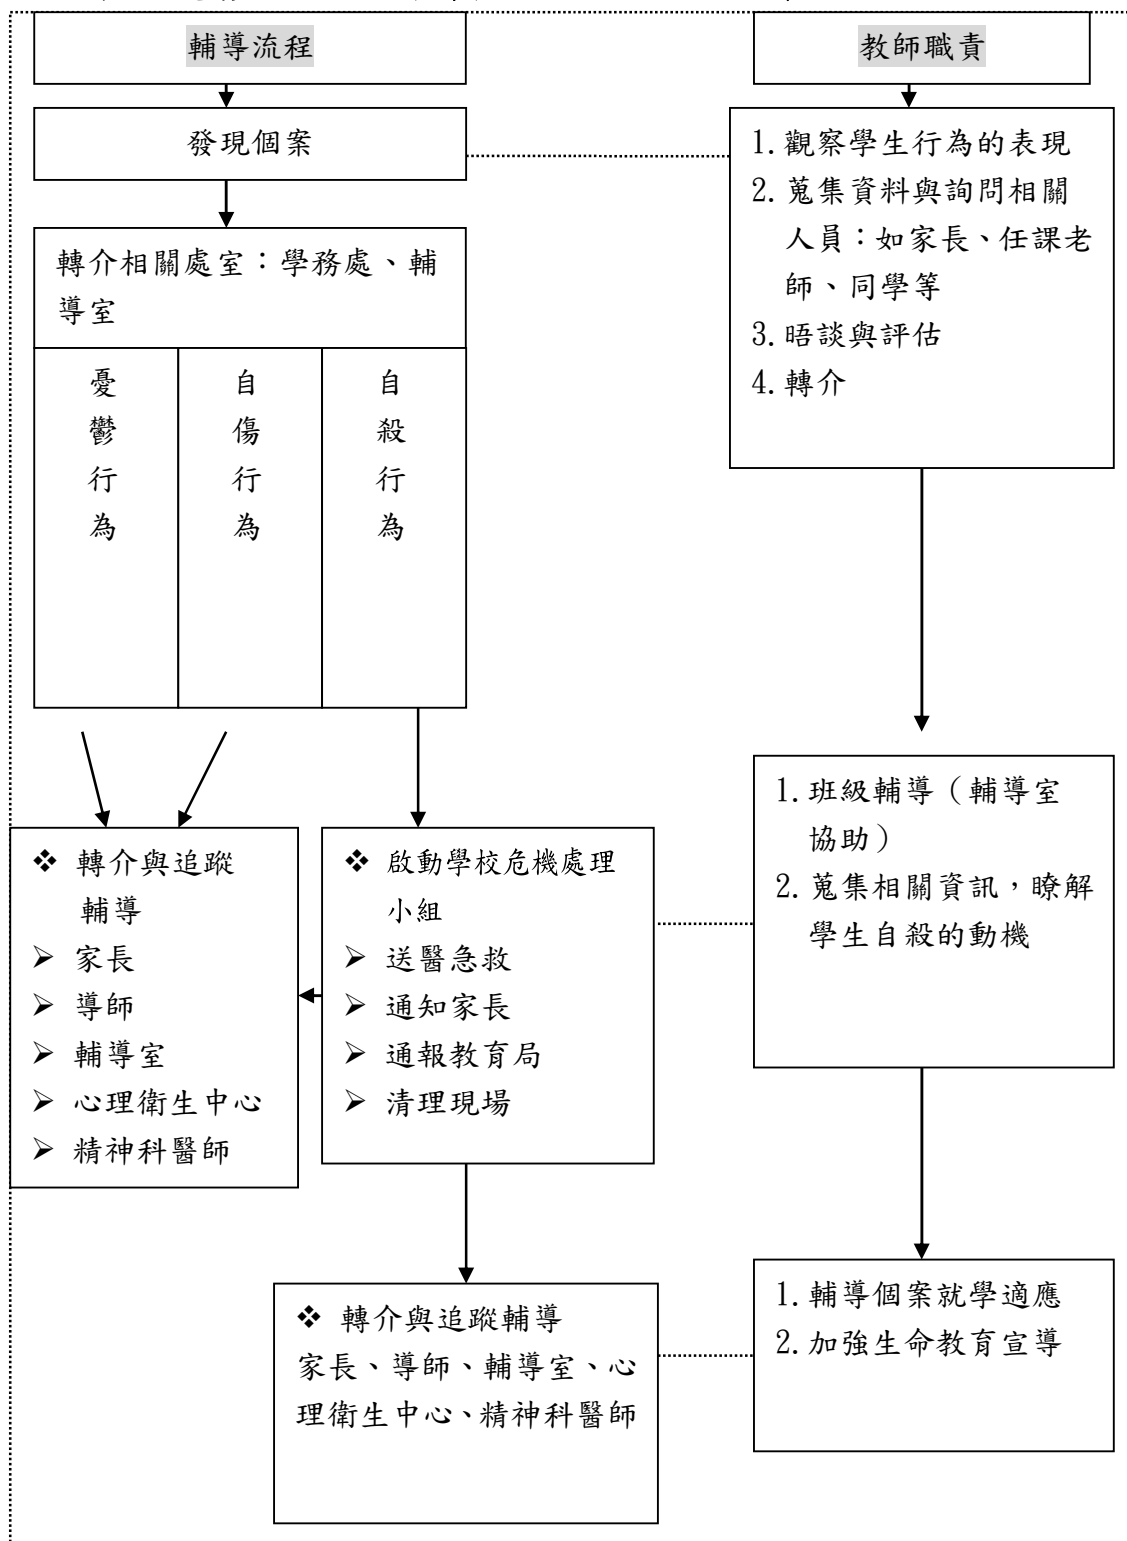 輔導流程
發現個案
轉介相關處室：學務處、輔
導室
憂鬱行為
自傷行為
自殺行為
❖ 轉介與追蹤
輔導
➢ 家長
➢ 導師
➢ 輔導室
➢ 心理衛生中心
➢ 精神科醫師
❖ 啟動學校危機處理
小組
➢ 送醫急救
➢ 通知家長
➢ 通報教育局
➢ 清理現場
❖ 轉介與追蹤輔導
家長、導師、輔導室、心
理衛生中心、精神科醫師
教師職責
1. 觀察學生行為的表現
2. 蒐集資料與詢問相關
人員：如家長、任課老
師、同學等
3. 晤談與評估
4. 轉介
1. 班級輔導（輔導室
協助）
2. 蒐集相關資訊，瞭解
學生自殺的動機
1. 輔導個案就學適應
2. 加強生命教育宣導